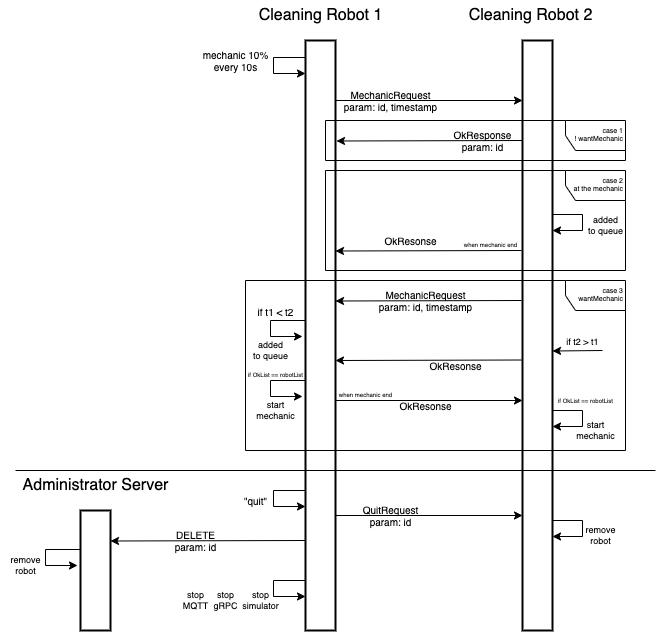 Cleaning Robot 1
Cleaning Robot 2
mechanic 10%
every 10s
MechanicRequest
param: id, timestamp
case 1
! wantMechanic
OkResponse
param: id
case 2
at the mechanic
added
to queue
OkResonse
when mechanic end
case 3
wantMechanic
MechanicRequest
param: id, timestamp
if t1 < t2
added
to queue
if t2 > t1
OkResonse
if OkList == robotList
start
mechanic
when mechanic end
OkResonse
if OkList == robotList
start
mechanic
Administrator Server
"quit"
QuitRequest
param: id
remove
robot
DELETE
param: id
remove
robot
stop stop stop
MQTT gRPC simulator